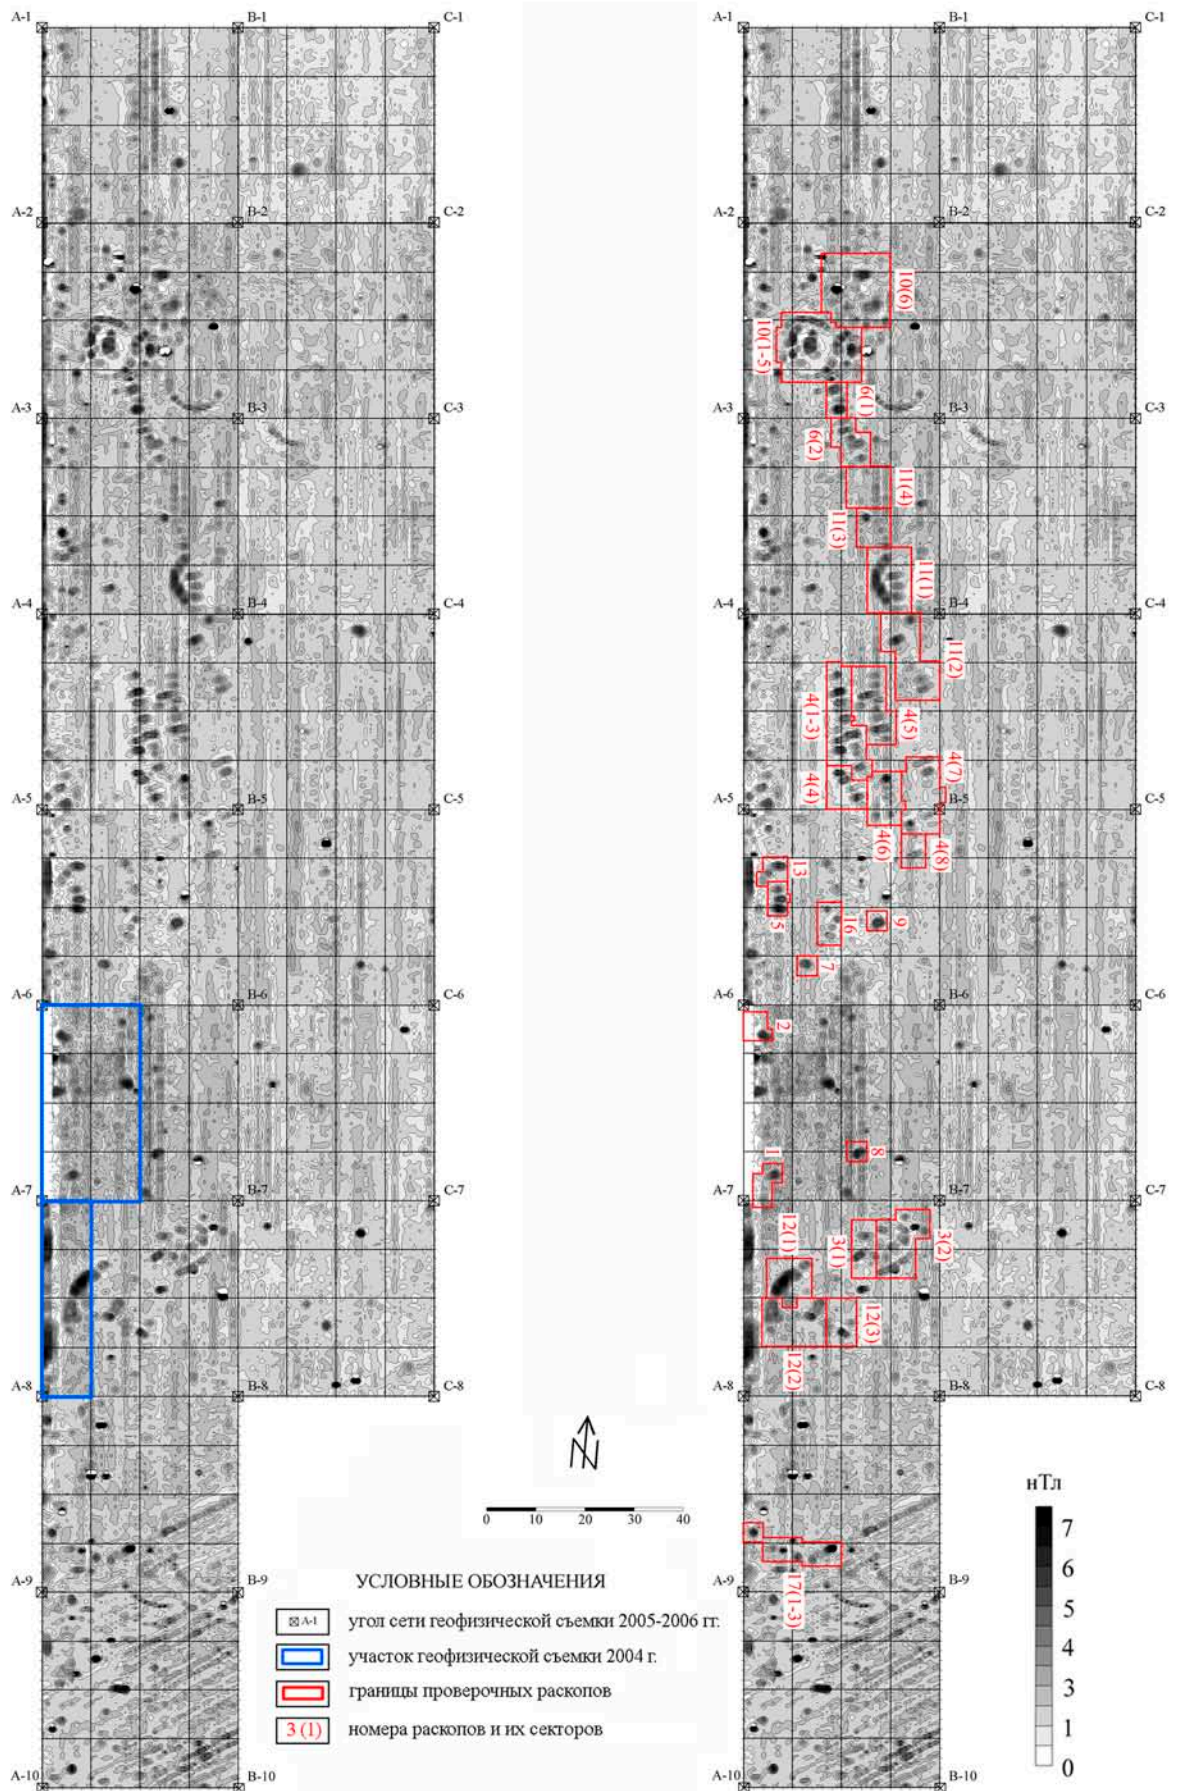 A-1
B-1
C-1
A-1
B-1
C-1
A-2
B-2
C-2
A-2
B-2
C-2
10(6)
10(1-5)
6(1)
A-3
B-3
C-3
A-3
B-3
C-3
6(2)
11(4)
11(3)
11(1)
A-4
B-4
C-4
A-4
B-4
C-4
11(2)
4(1-3)
4(5)
4(7)
4(4)
A-5
B-5
C-5
A-5
B-5
C-5
4(6)
4(8)
13
5
16
9
7
A-6
B-6
C-6
A-6
B-6
C-6
2
8
1
A-7
B-7
C-7
A-7
B-7
C-7
12(1)
3(1)
3(2)
12(3)
12(2)
A-8
B-8
C-8
A-8
B-8
C-8
N
0 10 20 30 40
нТл
7
6
5
4
3
1
0
17(1-3)
A-9
B-9
A-9
B-9
УСЛОВНЫЕ ОБОЗНАЧЕНИЯ
A-1 угол сети геофизической съемки 2005-2006 гг.
участок геофизической съемки 2004 г.
границы проверочных раскопов
3 (1) номера раскопов и их секторов
A-10
B-10
A-10
B-10